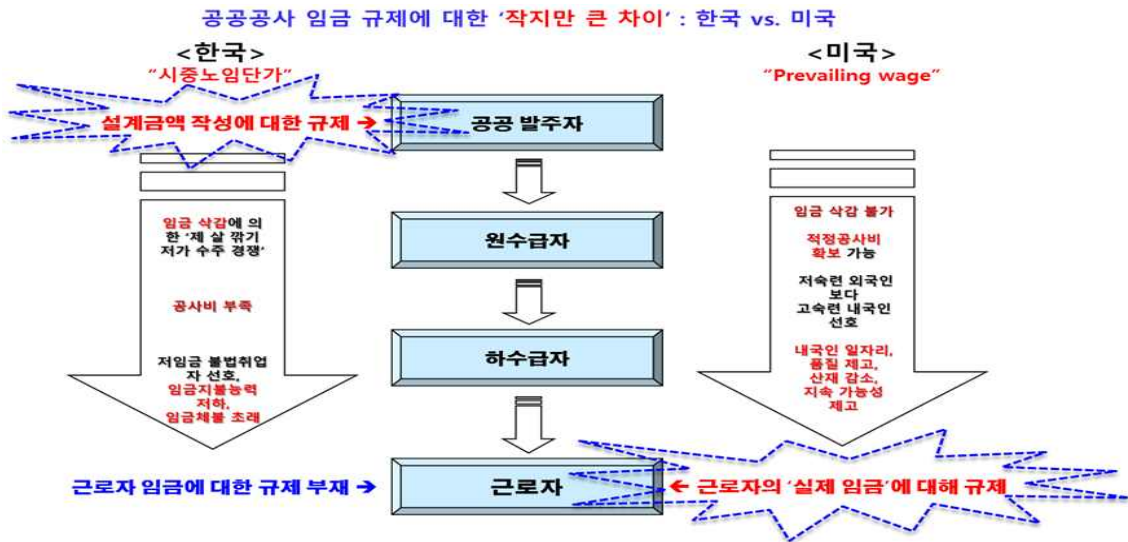 공공공사 임금 규제에 대한 ‘작지만 큰 차이’ : 한국 vs. 미국
<한국>
“시중노임단가”
<미국>
“Prevailing wage”
설계금액 작성에 대한 규제 →
공공 발주자
임금 삭감에 의
한 ‘제 살 깎기
저가 수주 경쟁’
공사비 부족
저임금 불법취업
자 선호,
임금지불능력
저하,
임금체불 초래
원수급자
하수급자
임금 삭감 불가
적정공사비
확보 가능
저숙련 외국인
보다
고숙련 내국인
선호
내국인 일자리,
품질 제고,
산재 감소,
지속 가능성
제고
근로자 임금에 대한 규제 부재 →
근로자
← 근로자의 ‘실제 임금’에 대해 규제